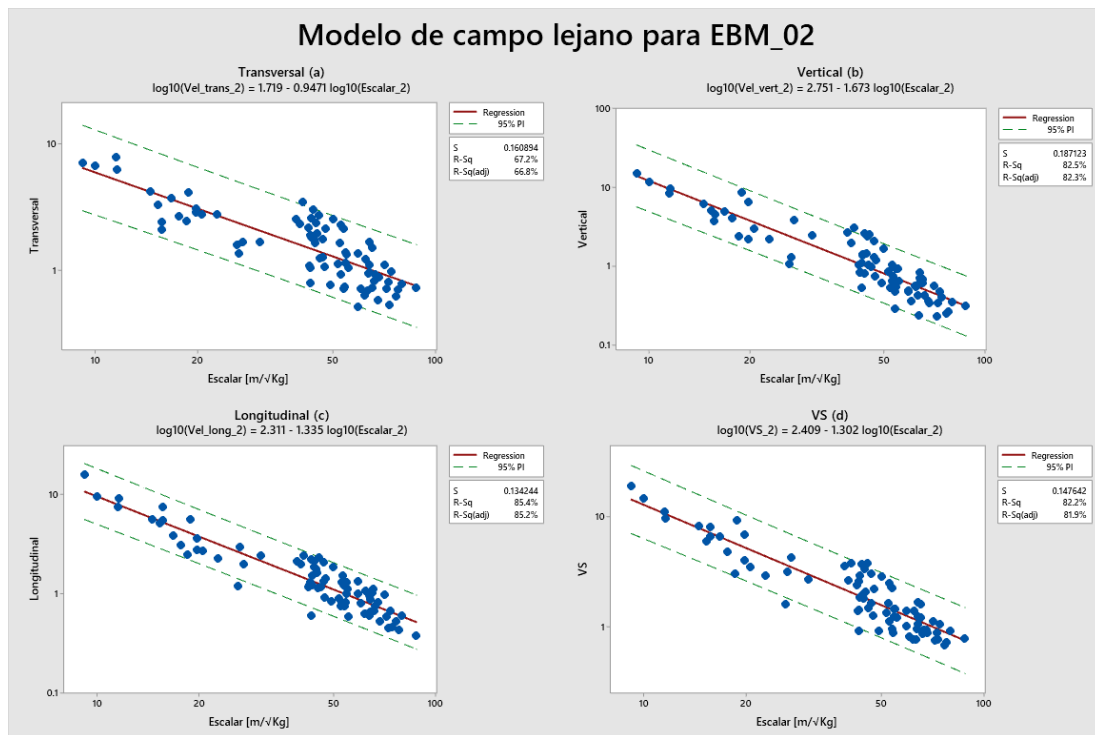 Modelo de campo lejano para EBM_02
Transversal (a)
log10(Vel_trans_2) = 1.719 - 0.9471 log10(Escalar_2)
Regression
95% PI
S 0.160894
R-Sq 67.2%
R-Sq(adj) 66.8%
Transversal
10
1
10 20 50 100
Escalar [m/√Kg]
Vertical (b)
log10(Vel_vert_2) = 2.751 - 1.673 log10(Escalar_2)
Regression
95% PI
S 0.187123
R-Sq 82.5%
R-Sq(adj) 82.3%
Vertical
100
10
1
0.1
10 20 50 100
Escalar [m/√Kg]
Longitudinal (c)
log10(Vel_long_2) = 2.311 - 1.335 log10(Escalar_2)
Regression
95% PI
S 0.134244
R-Sq 85.4%
R-Sq(adj) 85.2%
Longitudinal
10
1
0.1
10 20 50 100
Escalar [m/√Kg]
VS (d)
log10(VS_2) = 2.409 - 1.302 log10(Escalar_2)
Regression
95% PI
S 0.147642
R-Sq 82.2%
R-Sq(adj) 81.9%
VS
10
1
10 20 50 100
Escalar [m/√Kg]